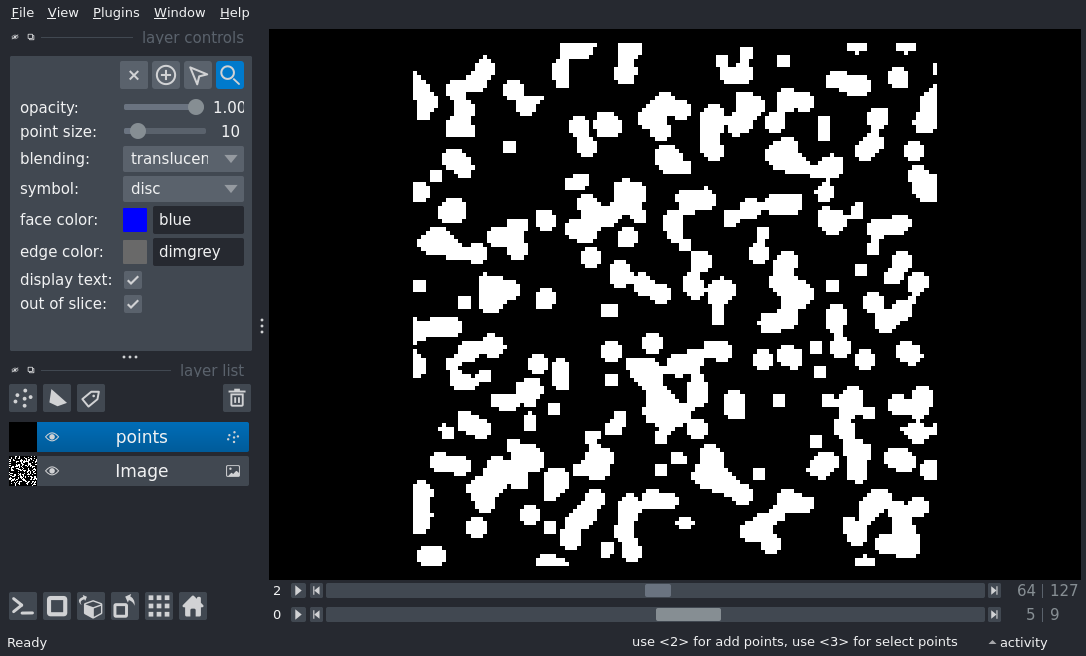 File View Plugins Window Help
layer controls
opacity: 1.00
point size: 10
blending: translucen
symbol: disc
face color: blue
edge color: dimgrey
display text:
out of slice:
layer list
points
Image
2 64 | 127
0 5 | 9
Ready use <2> for add points, use <3> for select points activity